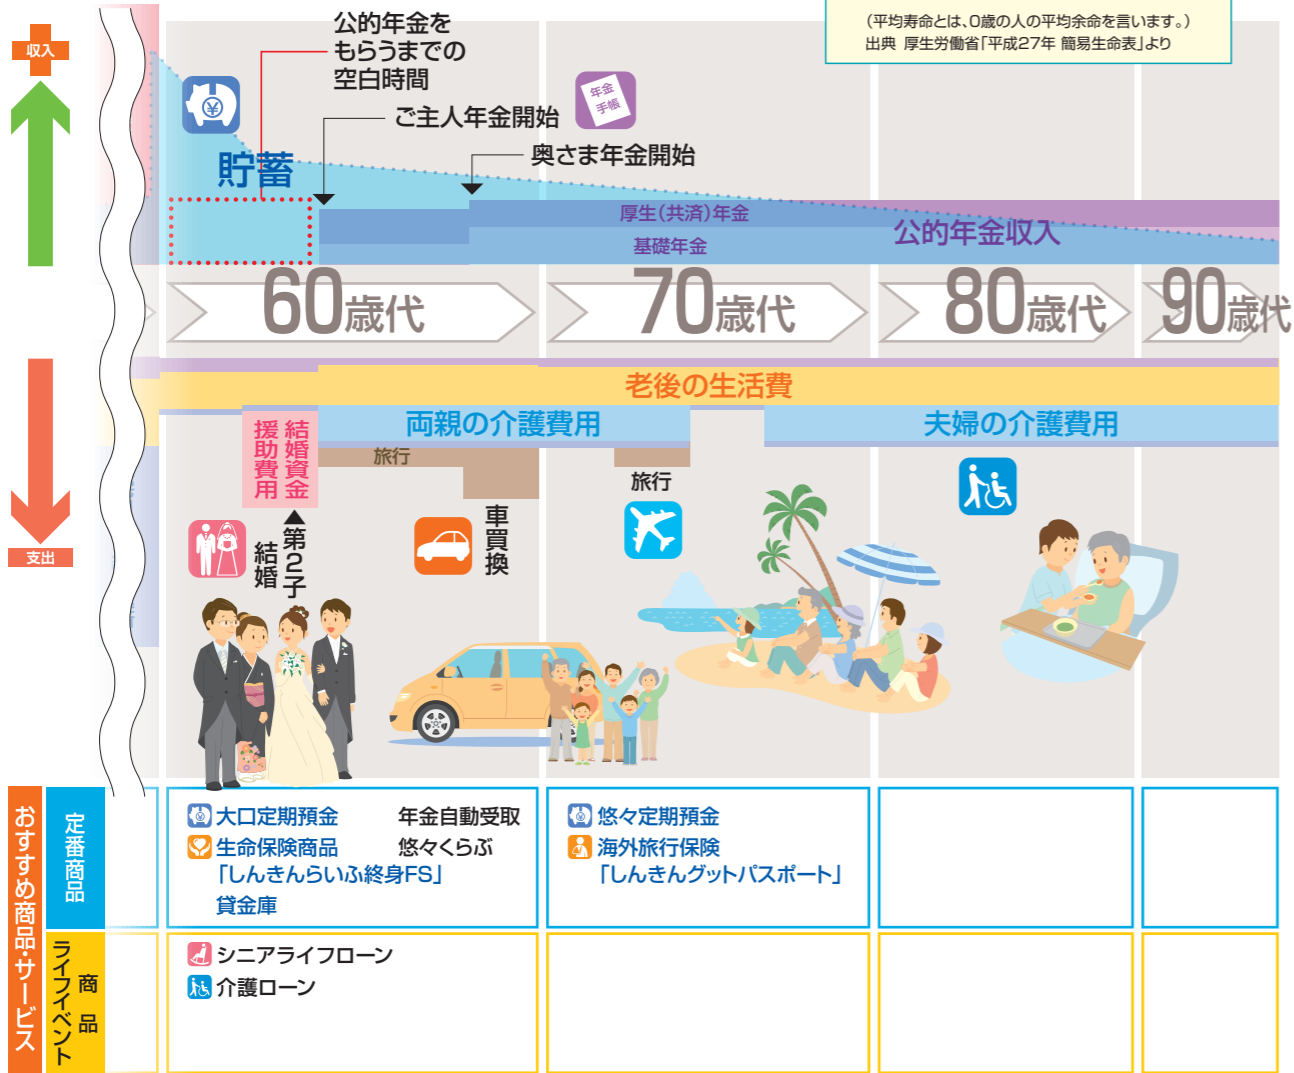 (平均寿命とは、0歳の人の平均余命を言います。)
出典 厚生労働省「平成27年 簡易生命表」より
収入
公的年金を
もらうまでの
空白時間
年金
手帳
ご主人年金開始
奥さま年金開始
貯蓄
厚生(共済)年金
基礎年金
公的年金収入
60歳代
70歳代
80歳代
90歳代
老後の生活費
両親の介護費用
夫婦の介護費用
結婚資金
援助費用
旅行
旅行
車買換
▲第2子
結婚
支出
おすすめ商品・サービス
定番商品
大口定期預金
年金自動受取
生命保険商品
悠々くらぶ
「しんきんらいふ終身FS」
貸金庫
悠々定期預金
海外旅行保険
「しんきんグットパスポート」
ライフイベント
商品
シニアライフローン
介護ローン